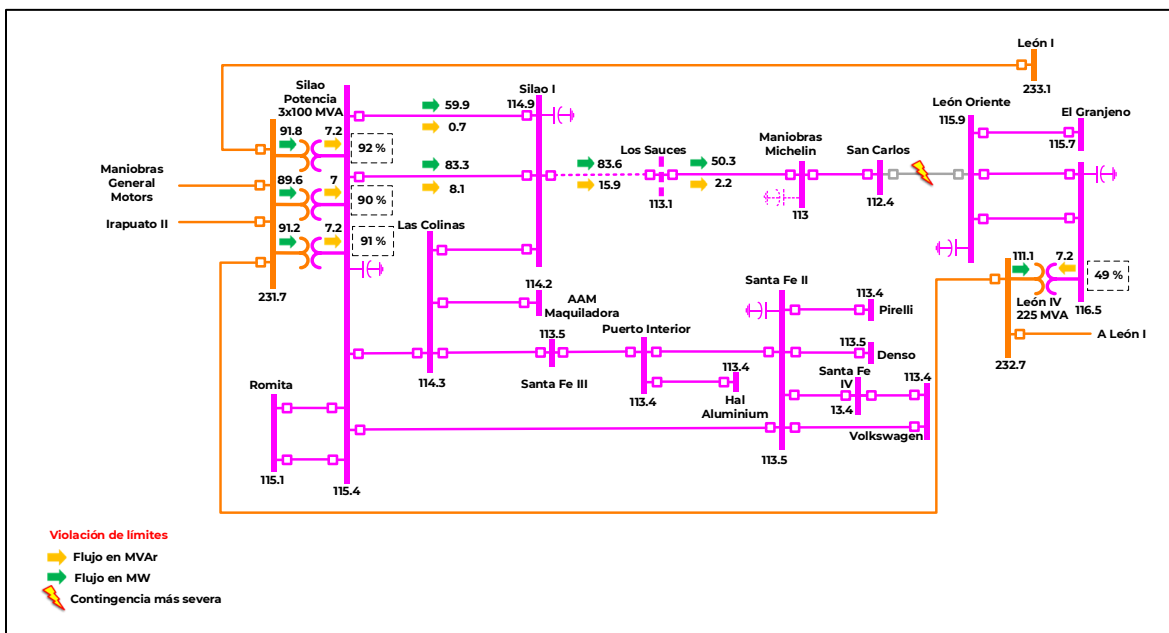 León I
233.1
Silao
Potencia
3x100 MVA
59.9
0.7
Silao I
114.9
León Oriente
115.9
El Granjeno
115.7
91.8
7.2
92 %
Maniobras
General
Motors
89.6
7
90 %
83.3
8.1
83.6
15.9
Los Sauces
113.1
50.3
2.2
Maniobras
Michelin
113
San Carlos
112.4
Irapuato II
91.2
7.2
91 %
231.7
Las Colinas
114.2
AAM
Maquiladora
Santa Fe II
113.4
Pirelli
111.1
7.2
49 %
León IV
225 MVA
116.5
A León I
232.7
113.5
Santa Fe III
Puerto Interior
113.4
113.5
Denso
114.3
113.4
Hal
Aluminium
Santa Fe
IV
13.4
113.4
Volkswagen
Romita
115.1
115.4
113.5
Violación de límites
Flujo en MVAr
Flujo en MW
Contingencia más severa